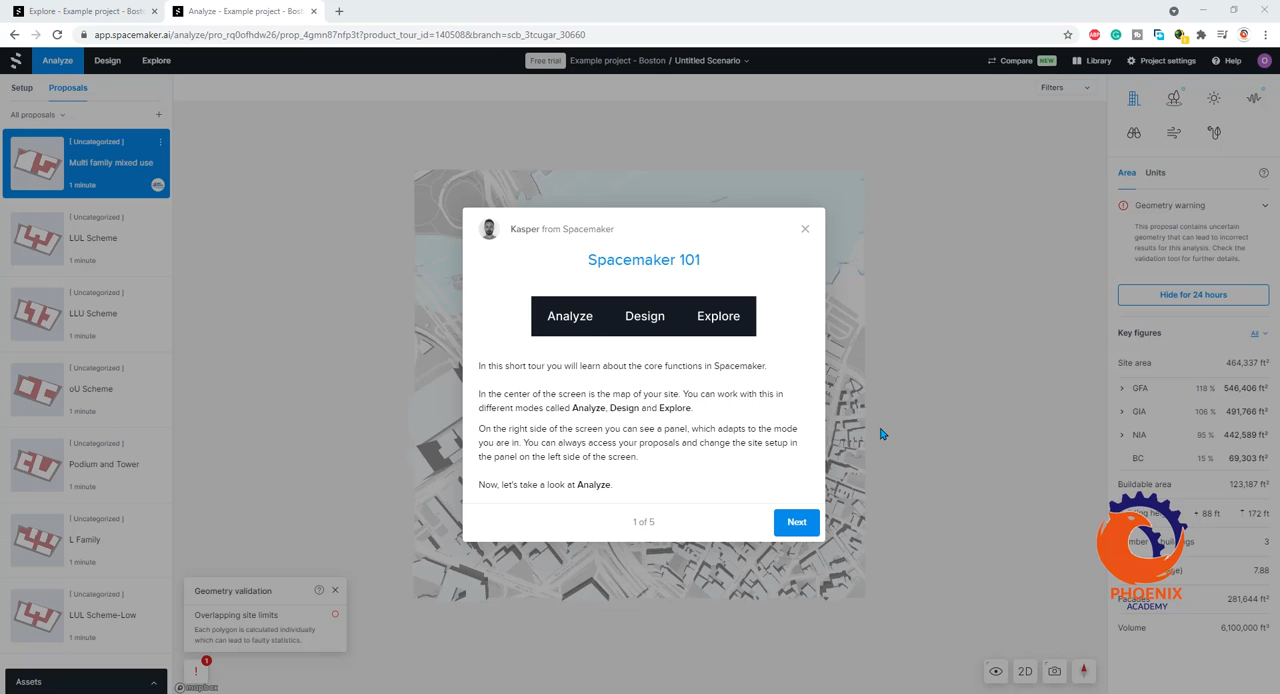 Explore - Example project - Bost
Analyze - Example project - Bost
app.spacemaker.ai/analyze/pro_rq0ofhdw26/prop_4gmn87nfp3t?product_tour_id=140508&branch=scb_3tcugar_30660
Analyze
Design
Explore
Free trial
Example project - Boston / Untitled Scenario
Compare
NEW
Library
Project settings
Help
O
Setup
Proposals
All proposals
[ Uncategorized ]
Multi family mixed use
1 minute
[ Uncategorized ]
LUL Scheme
1 minute
[ Uncategorized ]
LLU Scheme
1 minute
[ Uncategorized ]
oU Scheme
1 minute
[ Uncategorized ]
Podium and Tower
1 minute
[ Uncategorized ]
L Family
1 minute
[ Uncategorized ]
LUL Scheme-Low
1 minute
Assets
Filters
Kasper from Spacemaker
Spacemaker 101
Analyze Design Explore
In this short tour you will learn about the core functions in Spacemaker.
In the center of the screen is the map of your site. You can work with this in
different modes called Analyze, Design and Explore.
On the right side of the screen you can see a panel, which adapts to the mode
you are in. You can always access your proposals and change the site setup in
the panel on the left side of the screen.
Now, let's take a look at Analyze.
1 of 5
Next
Geometry validation
Overlapping site limits
Each polygon is calculated individually
which can lead to faulty statistics.
1
mapbox
2D
Area
Units
Geometry warning
This proposal contains uncertain
geometry that can lead to incorrect
results for this analysis. Check the
validation tool for further details.
Hide for 24 hours
Key figures
All
Site area 464,337 ft²
GFA 118 % 546,406 ft²
GIA 106 % 491,766 ft²
NIA 95 % 442,589 ft²
BC 15 % 69,303 ft²
Buildable area 123,187 ft²
88 ft 172 ft
3
7.88
PHOENIX
ACADEMY
281,644 ft²
Volume 6,100,000 ft³